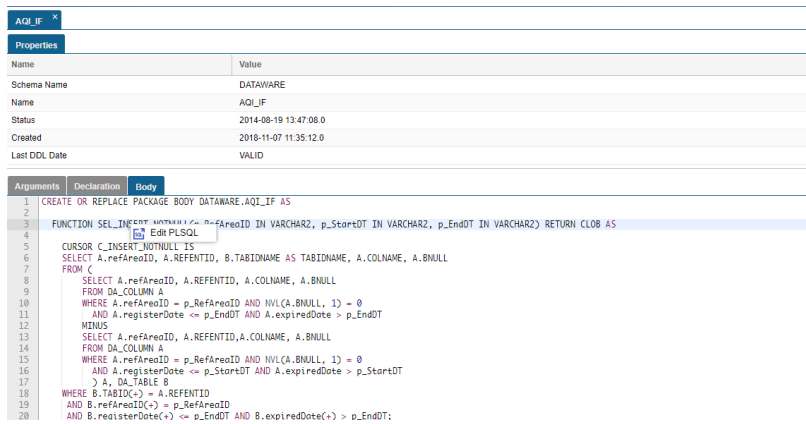 AQI_IF ×
Properties
Name Value
Schema Name DATAWARE
Name AQI_IF
Status 2014-08-19 13:47:08.0
Created 2018-11-07 11:35:12.0
Last DDL Date VALID
Arguments Declaration Body
1 CREATE OR REPLACE PACKAGE BODY DATAWARE.AQI_IF AS
2
3 FUNCTION SEL_INSERT_NOTNULL(p_RefAreaID IN VARCHAR2, p_StartDT IN VARCHAR2, p_EndDT IN VARCHAR2) RETURN CLOB AS
Edit PLSQL
4
5 CURSOR C_INSERT_NOTNULL IS
6 SELECT A.refAreaID, A.REFENTID, B.TABIDNAME AS TABIDNAME, A.COLNAME, A.BNULL
7 FROM (
8 SELECT A.refAreaID, A.REFENTID, A.COLNAME, A.BNULL
9 FROM DA_COLUMN A
10 WHERE A.refAreaID = p_RefAreaID AND NVL(A.BNULL, 1) = 0
11 AND A.registerDate <= p_EndDT AND A.expiredDate > p_EndDT
12 MINUS
13 SELECT A.refAreaID, A.REFENTID,A.COLNAME, A.BNULL
14 FROM DA_COLUMN A
15 WHERE A.refAreaID = p_RefAreaID AND NVL(A.BNULL, 1) = 0
16 AND A.registerDate <= p_StartDT AND A.expiredDate > p_StartDT
17 ) A, DA_TABLE B
18 WHERE B.TABID(+) = A.REFENTID
19 AND B.refAreaID(+) = p_RefAreaID
20 AND B.registerDate(+) <= p_EndDT AND B.expiredDate(+) > p_EndDT;